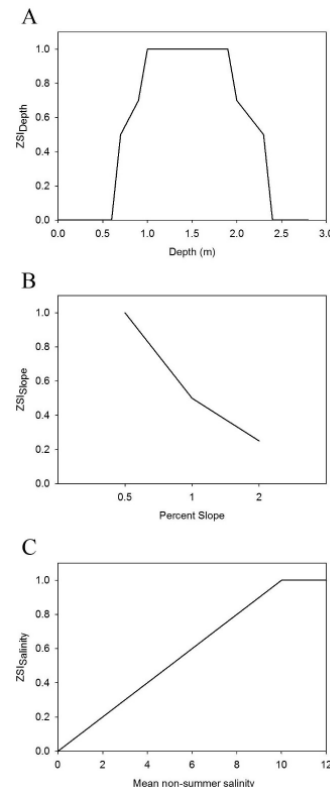 A
1.0
0.8
0.6
0.4
0.2
0.0
ZSIDepth
0.0 0.5 1.0 1.5 2.0 2.5 3.0
Depth (m)
B
1.0
0.8
0.6
0.4
0.2
0.0
ZSISlope
0.5 1 2
Percent Slope
C
1.0
0.8
0.6
0.4
0.2
0.0
ZSISalinity
0 2 4 6 8 10 12
Mean non-summer salinity